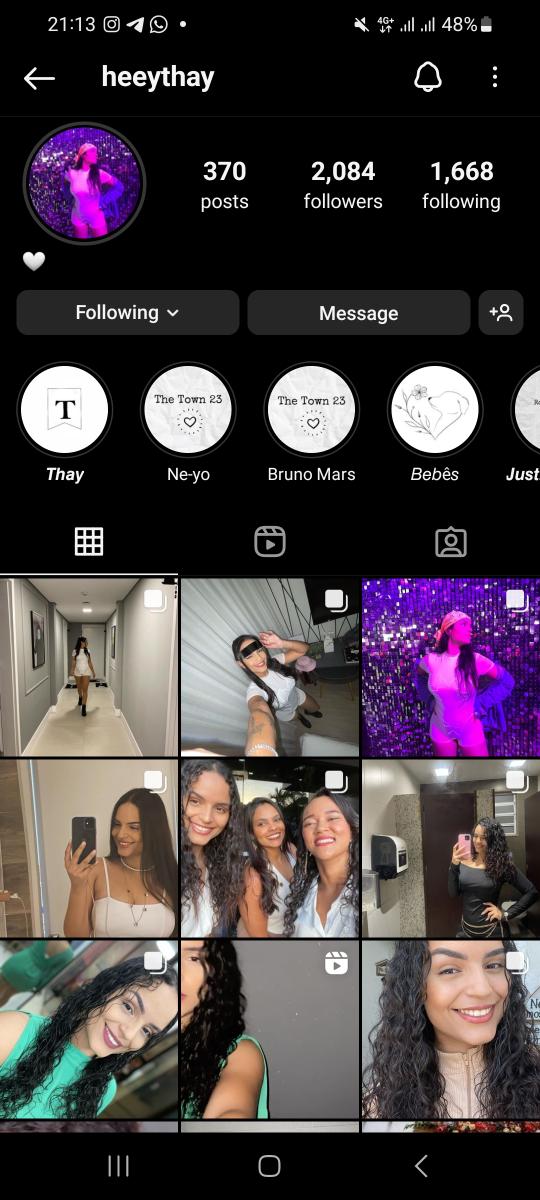 21:13 4G+ 48%
heeythay
370 2,084 1,668
posts followers following
Following Message
T The Town 23 The Town 23
Thay Ne-yo Bruno Mars Bebês Just